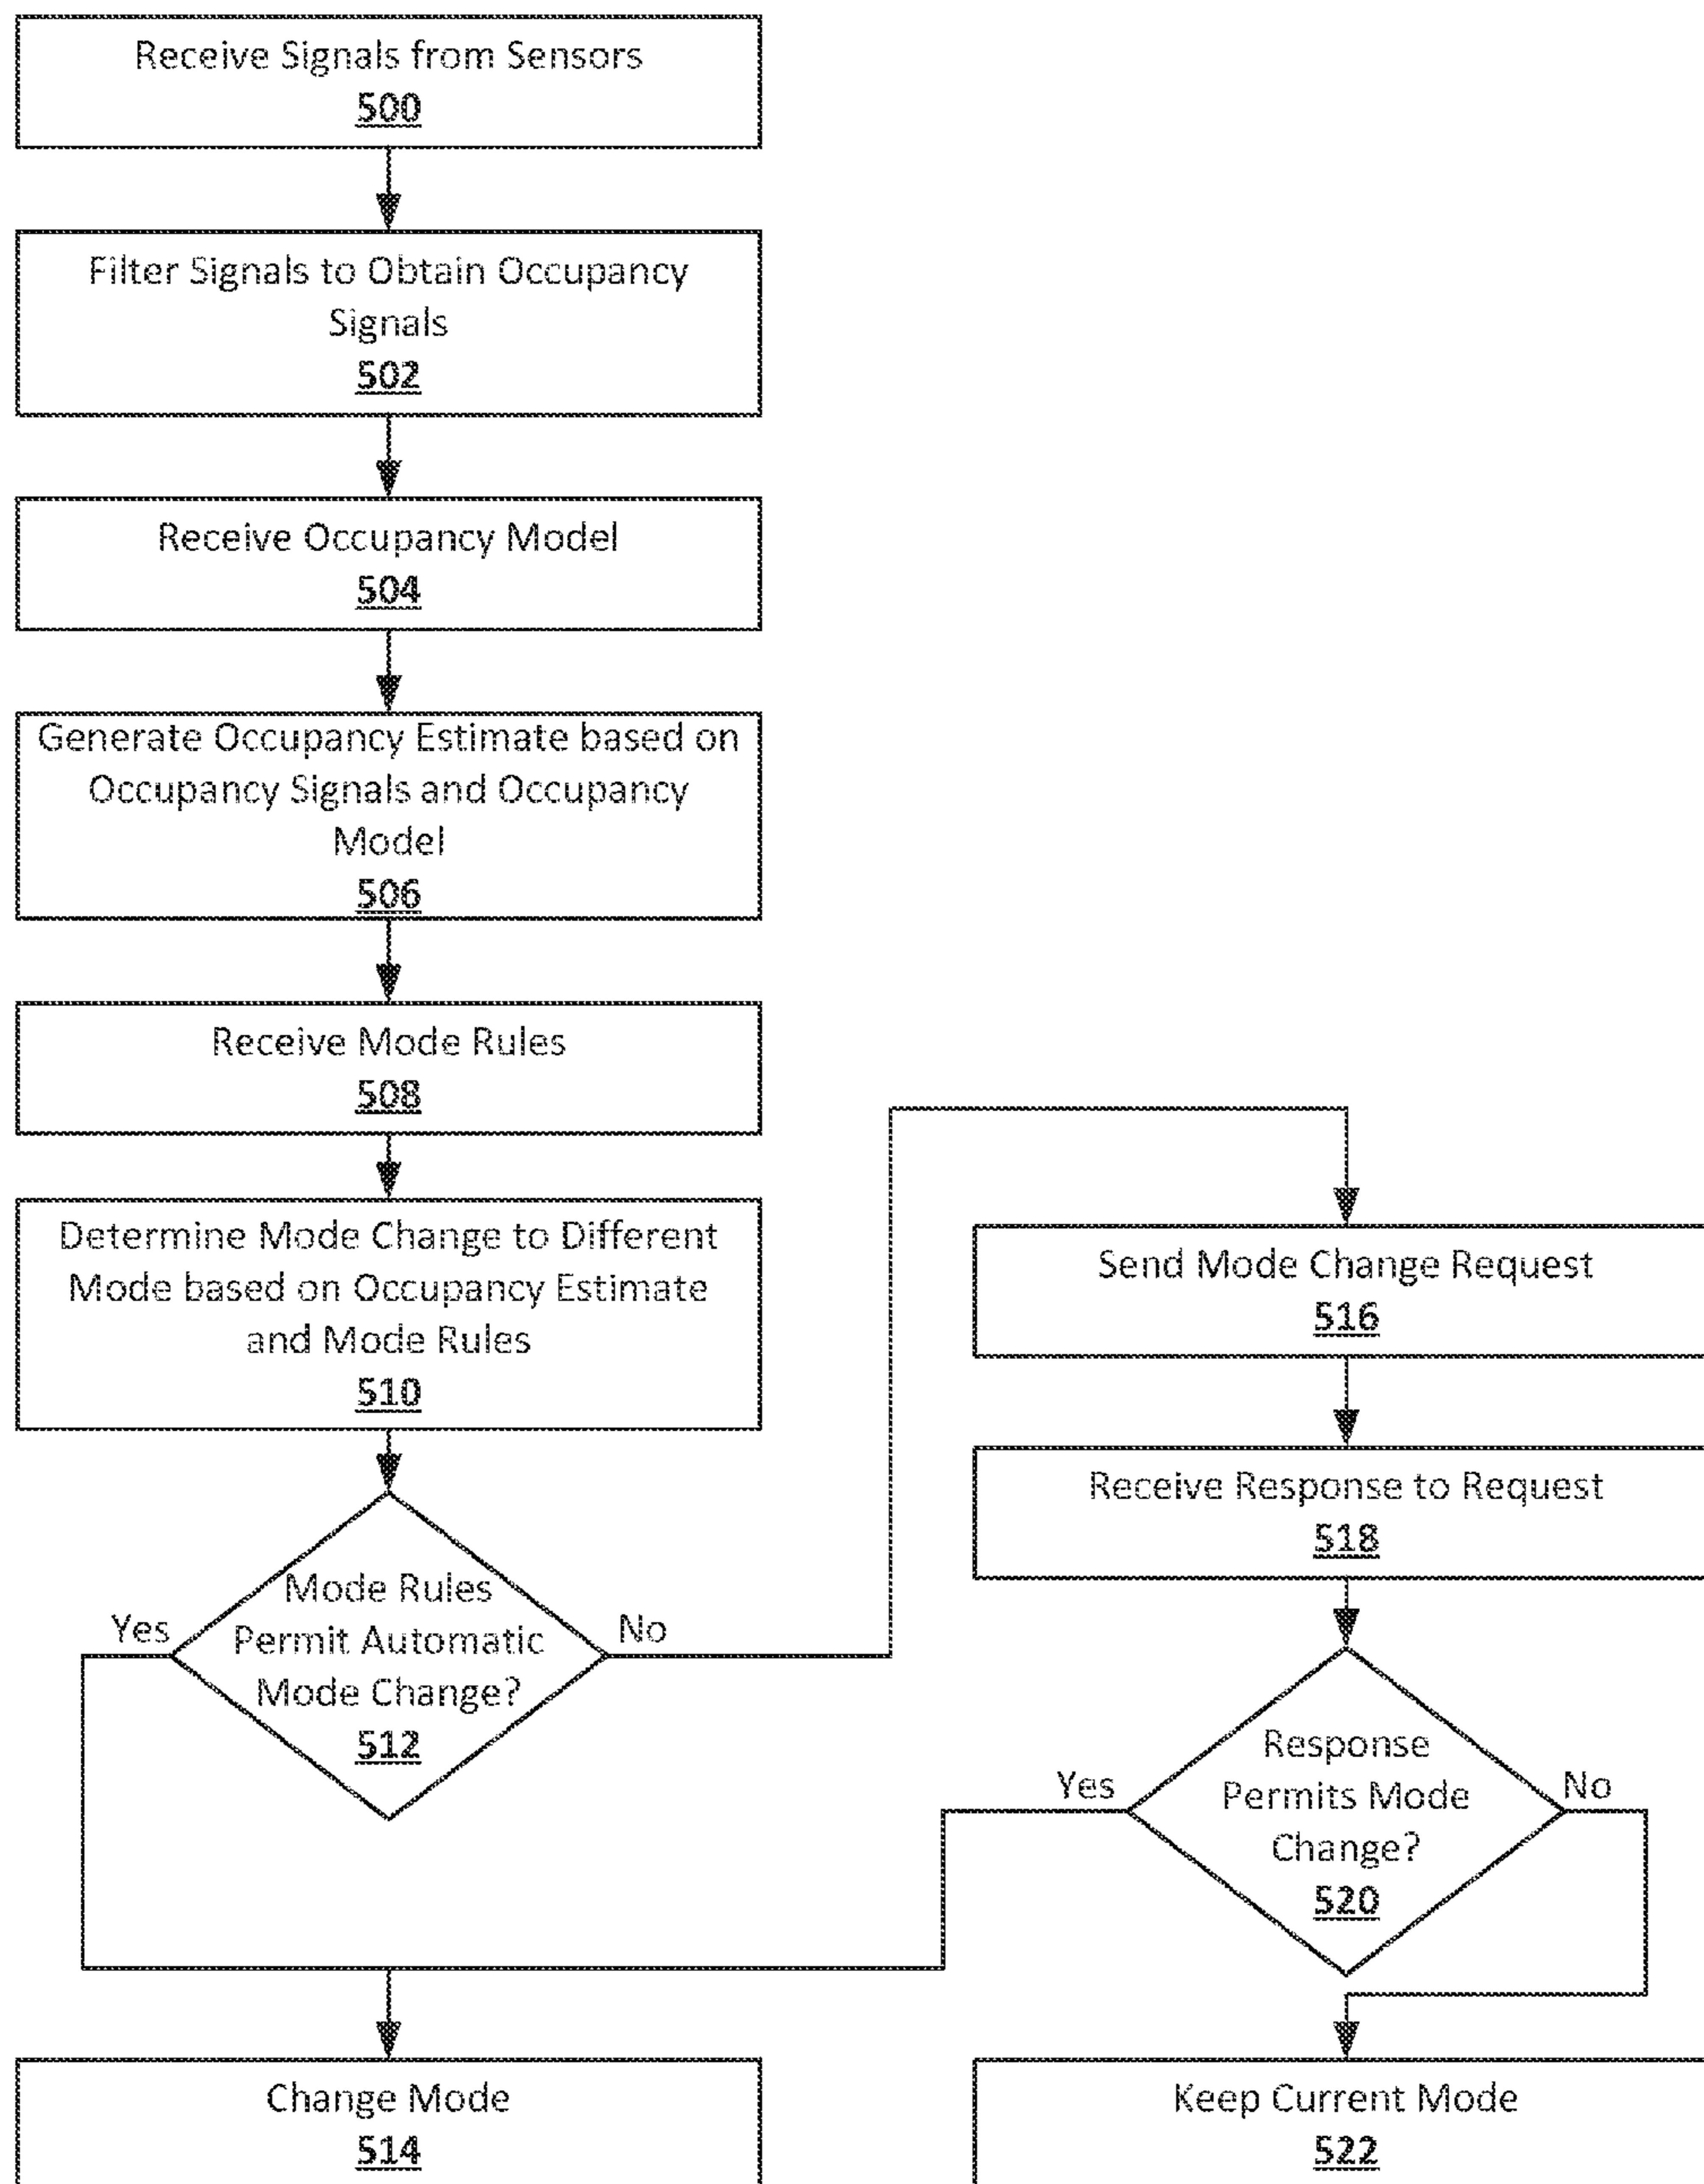 Receive Signals from Sensors
500
Filter Signals to Obtain Occupancy
Signals
502
Receive Occupancy Model
504
Generate Occupancy Estimate based on
Occupancy Signals and Occupancy
Model
506
Receive Mode Rules
508
Determine Mode Change to Different
Mode based on Occupancy Estimate
and Mode Rules
510
Yes
Mode Rules
Permit Automatic
Mode Change?
512
No
Send Mode Change Request
516
Receive Response to Request
518
Yes
Response
Permits Mode
Change?
520
No
Change Mode
514
Keep Current Mode
522